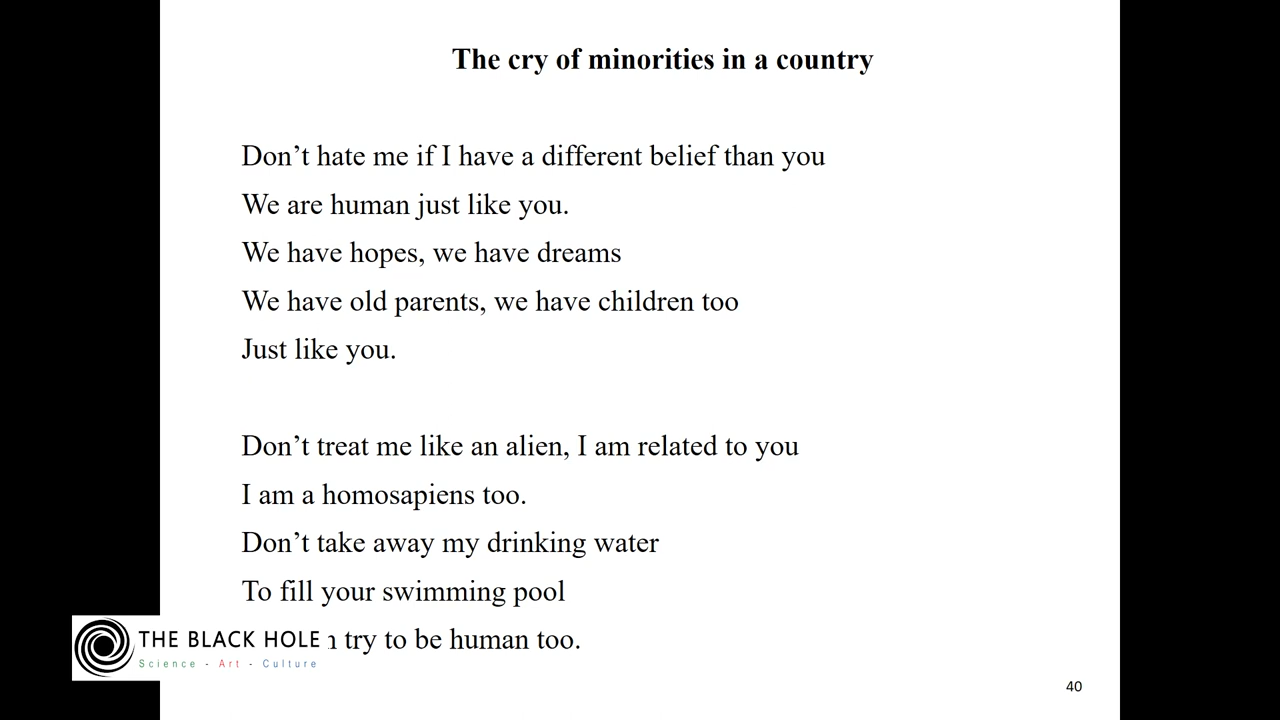 The cry of minorities in a country
Don’t hate me if I have a different belief than you
We are human just like you.
We have hopes, we have dreams
We have old parents, we have children too
Just like you.
Don’t treat me like an alien, I am related to you
I am a homosapiens too.
Don’t take away my drinking water
To fill your swimming pool
try to be human too.
THE BLACK HOLE
Science - Art - Culture
40